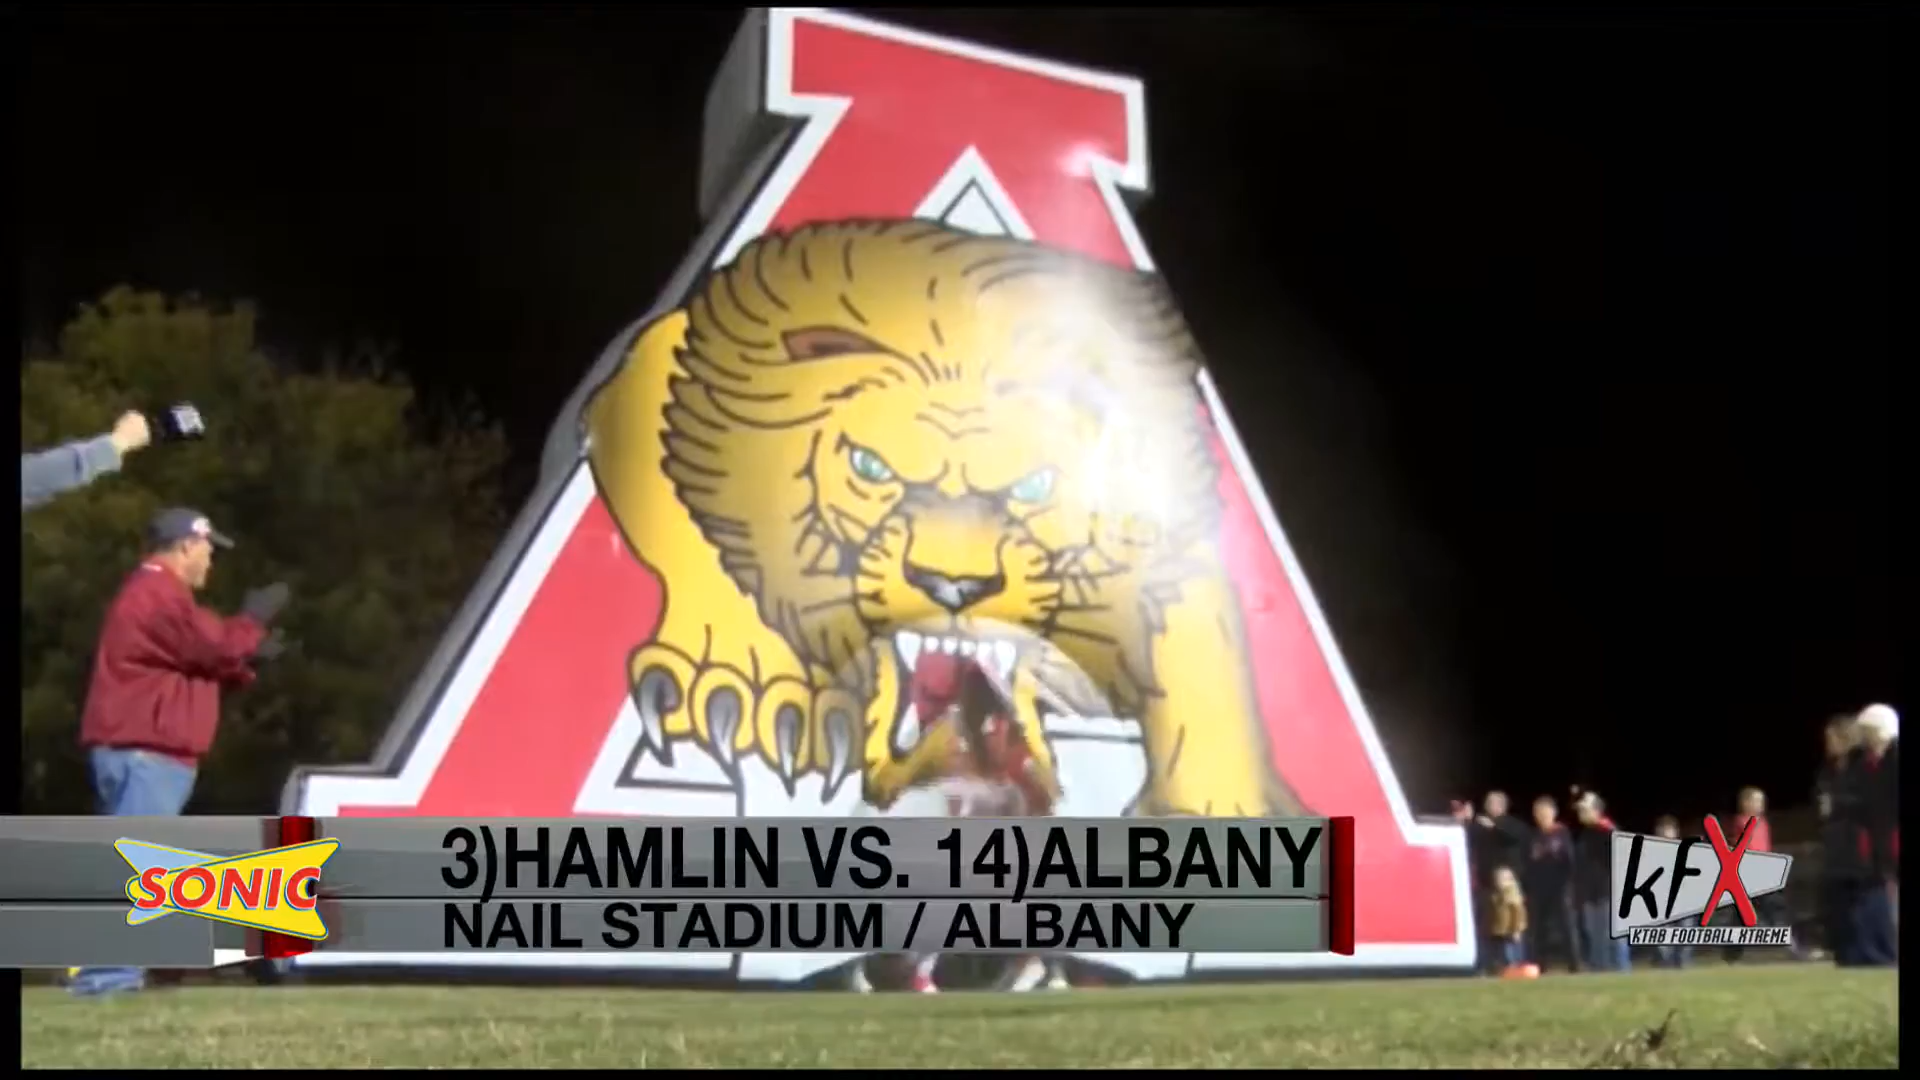 3)HAMLIN VS. 14)ALBANY
NAIL STADIUM / ALBANY
SONIC
kfX
KTAB FOOTBALL XTREME